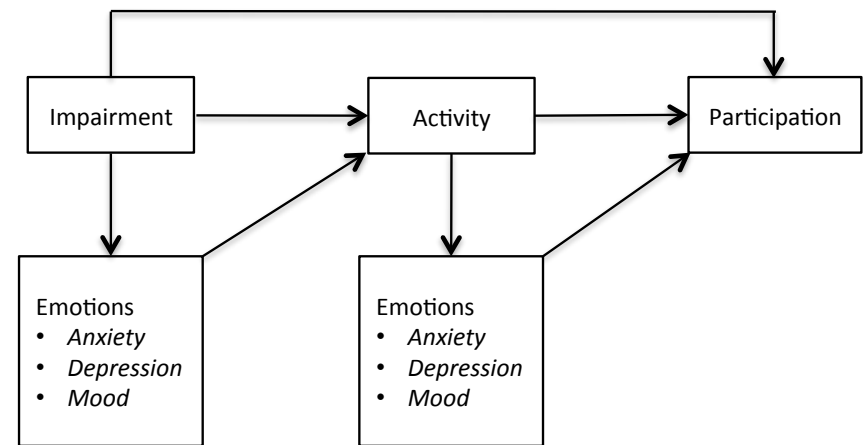 Impairment
Activity
Participation
Emotions
• Anxiety
• Depression
• Mood
Emotions
• Anxiety
• Depression
• Mood